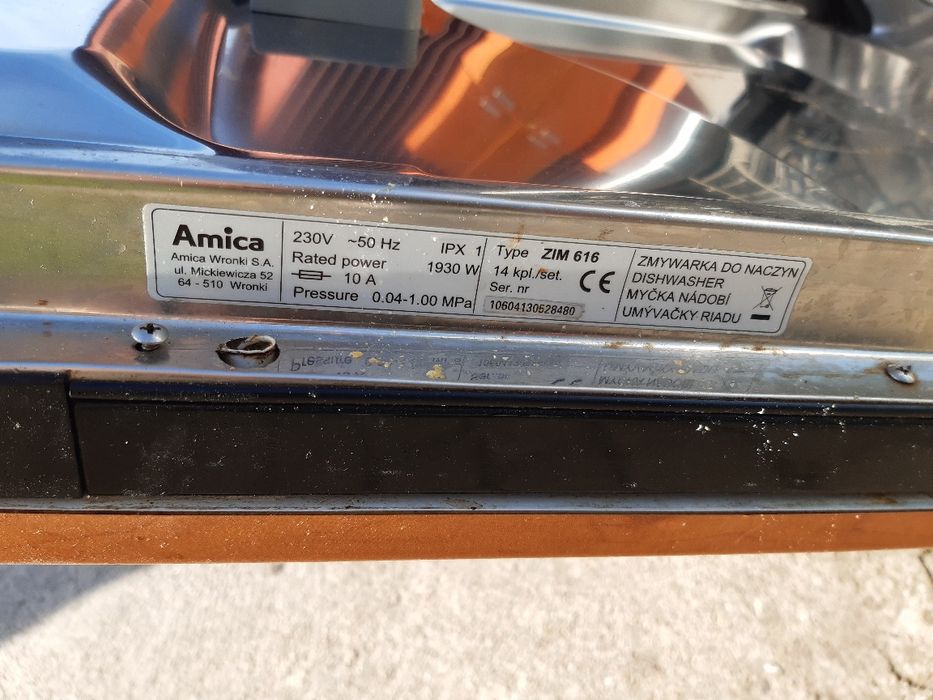 Amica
Amica Wronki S.A.
ul. Mickiewicza 52
64 - 510 Wronki
230V ~50 Hz IPX 1
Rated power 1930 W
10 A
Pressure 0.04-1.00 MPa
Type ZIM 616
14 kpl./set. CE
Ser. nr
10604130528480
ZMYWARKA DO NACZYN
DISHWASHER
MYČKA NÁDOBÍ
UMÝVAČKY RIADU